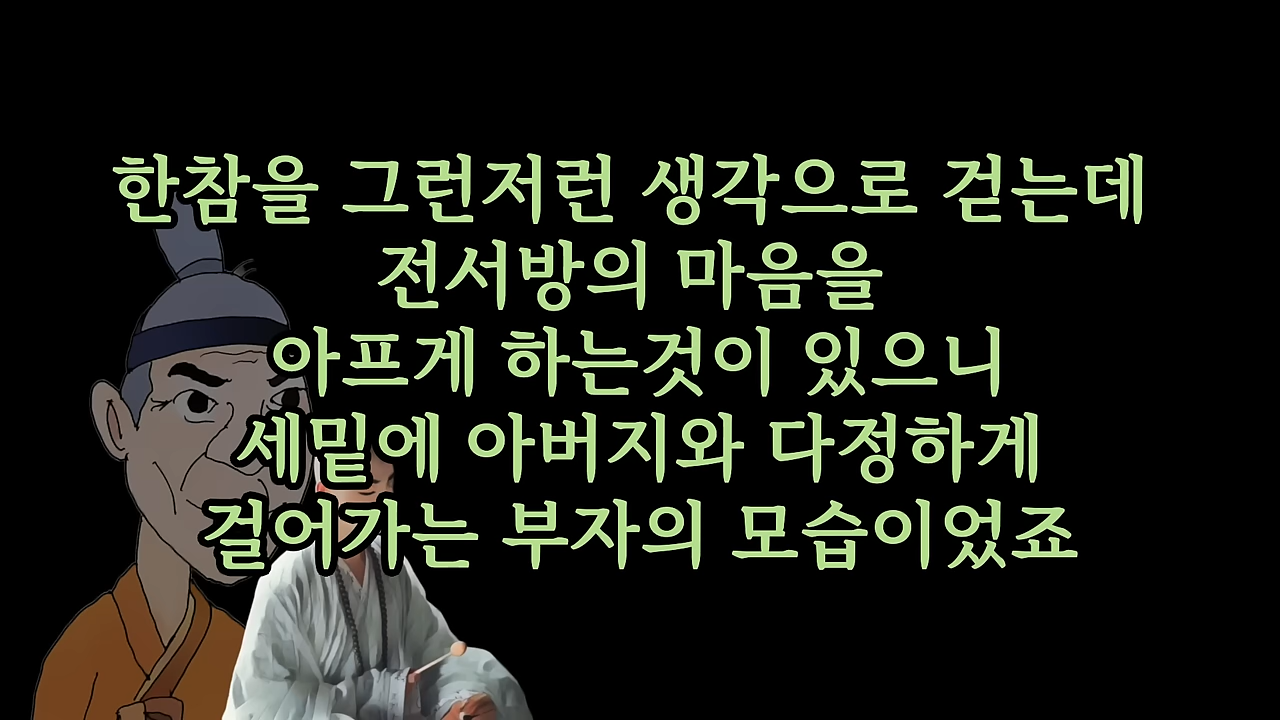 한참을 그런저런 생각으로 걷는데
전서방의 마음을
아프게 하는것이 있으니
세밑에 아버지와 다정하게
걸어가는 부자의 모습이었죠